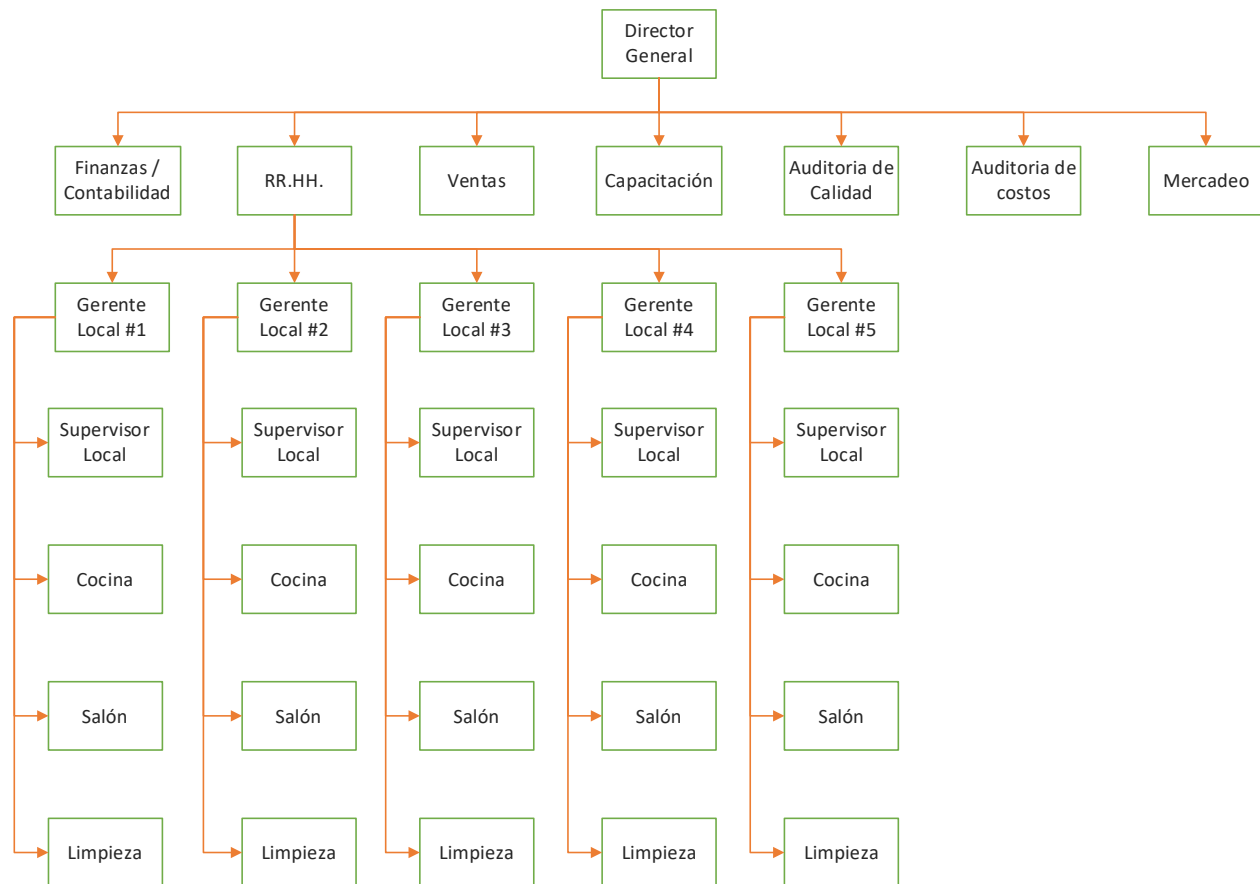 Director
General
Finanzas /
Contabilidad
RR.HH.
Ventas
Capacitación
Auditoria de
Calidad
Auditoria de
costos
Mercadeo
Gerente
Local #1
Gerente
Local #2
Gerente
Local #3
Gerente
Local #4
Gerente
Local #5
Supervisor
Local
Supervisor
Local
Supervisor
Local
Supervisor
Local
Supervisor
Local
Cocina
Cocina
Cocina
Cocina
Cocina
Salón
Salón
Salón
Salón
Salón
Limpieza
Limpieza
Limpieza
Limpieza
Limpieza